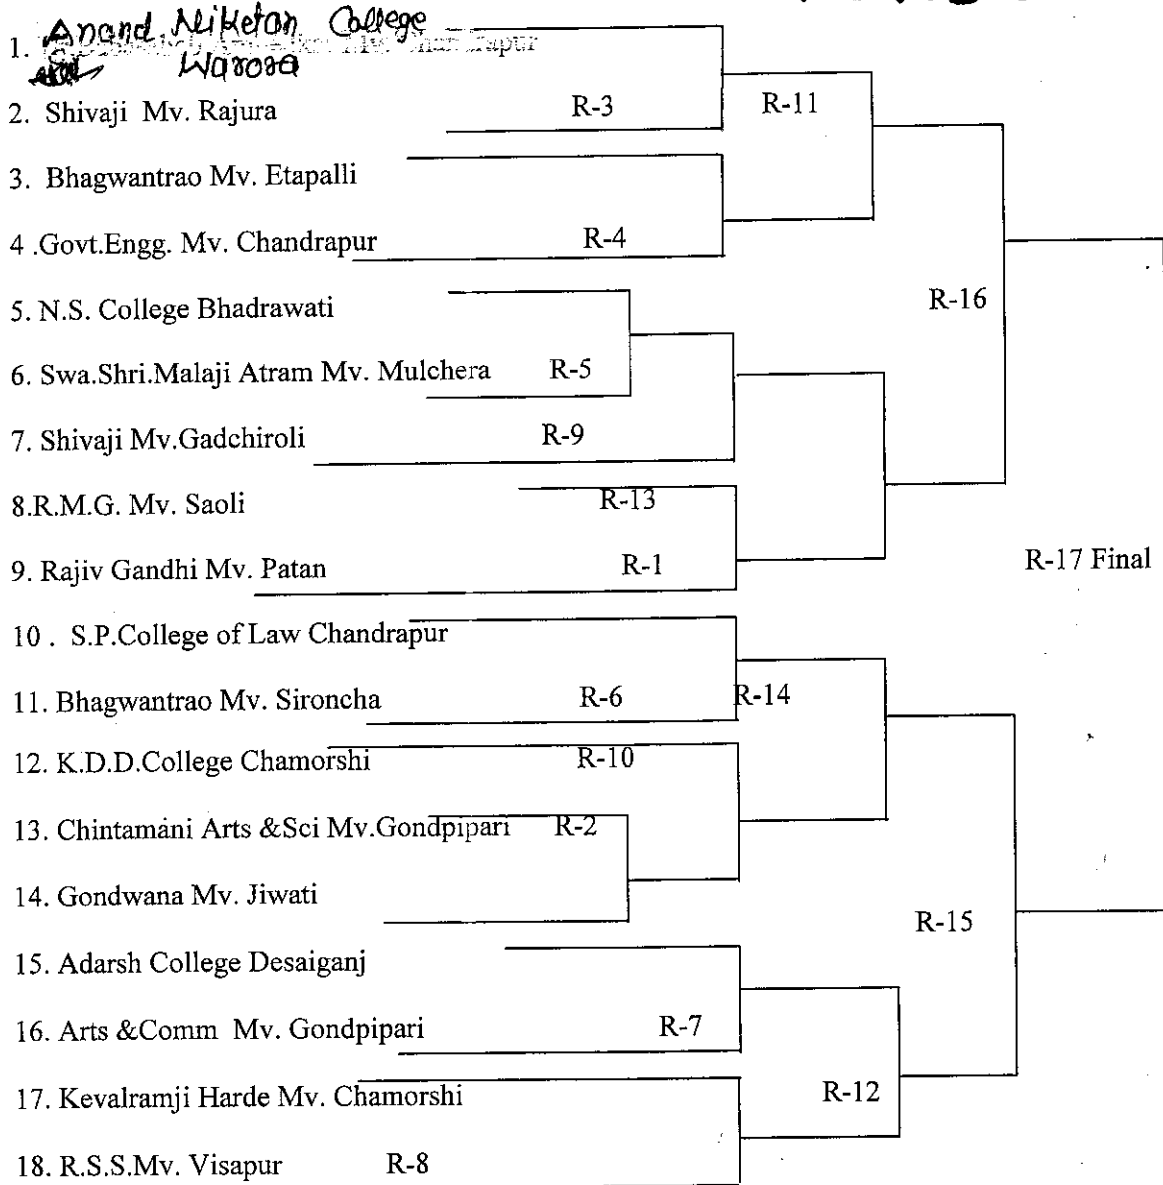 Anand Niketan College
1.
Warora
2. Shivaji Mv. Rajura R-3 R-11
3. Bhagwantrao Mv. Etapalli
4 .Govt.Engg. Mv. Chandrapur R-4
5. N.S. College Bhadrawati R-16
6. Swa.Shri.Malaji Atram Mv. Mulchera R-5
7. Shivaji Mv.Gadchiroli R-9
8.R.M.G. Mv. Saoli R-13
9. Rajiv Gandhi Mv. Patan R-1 R-17 Final
10 . S.P.College of Law Chandrapur
11. Bhagwantrao Mv. Sironcha R-6 R-14
12. K.D.D.College Chamorshi R-10
13. Chintamani Arts &Sci Mv.Gondpipari R-2
14. Gondwana Mv. Jiwati
R-15
15. Adarsh College Desaiganj
16. Arts &Comm Mv. Gondpipari R-7
17. Kevalramji Harde Mv. Chamorshi R-12
18. R.S.S.Mv. Visapur R-8